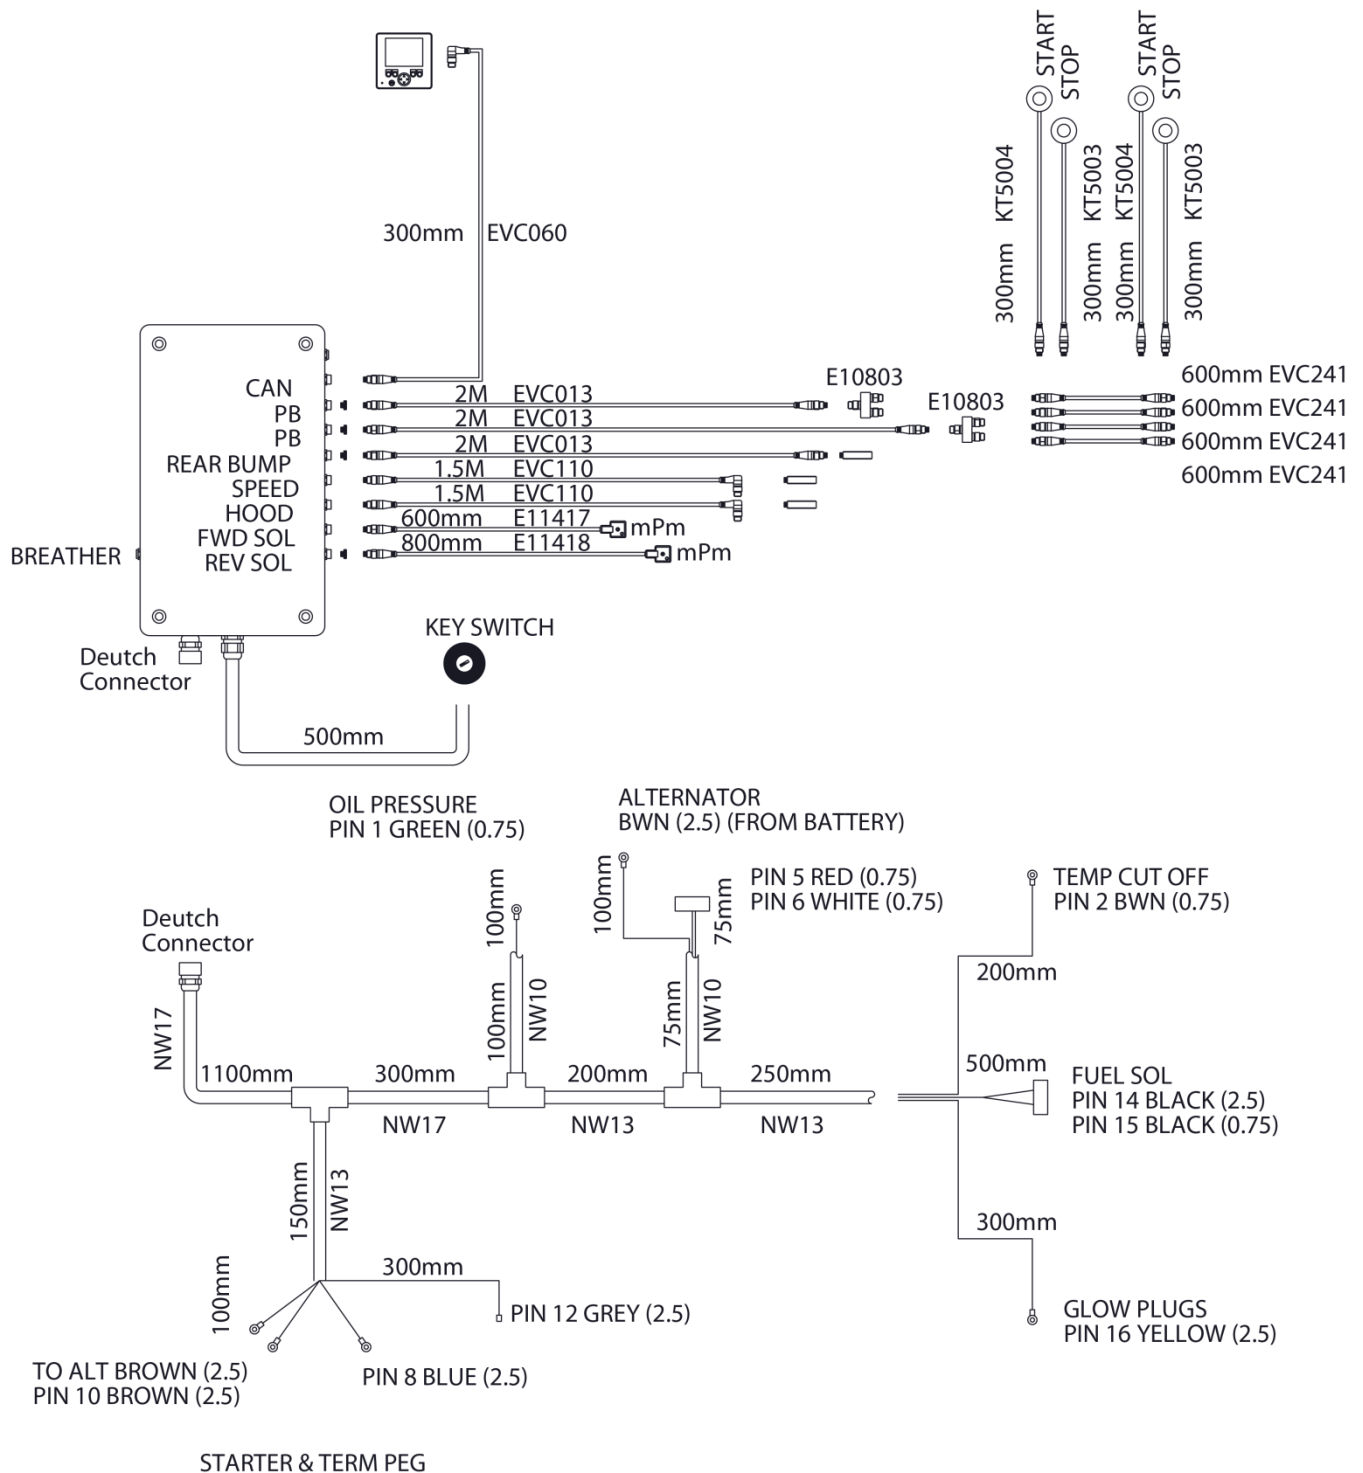 START
STOP
START
STOP
300mm KT5004
300mm KT5003
300mm KT5004
300mm KT5003
300mm EVC060
CAN
PB
PB
REAR BUMP
SPEED
HOOD
FWD SOL
REV SOL
BREATHER
2M EVC013
2M EVC013
2M EVC013
1.5M EVC110
1.5M EVC110
600mm E11417
800mm E11418
mPm
mPm
E10803
E10803
600mm EVC241
600mm EVC241
600mm EVC241
600mm EVC241
Deutch
Connector
KEY SWITCH
500mm
OIL PRESSURE
PIN 1 GREEN (0.75)
ALTERNATOR
BWN (2.5) (FROM BATTERY)
PIN 5 RED (0.75)
PIN 6 WHITE (0.75)
TEMP CUT OFF
PIN 2 BWN (0.75)
Deutch
Connector
100mm
100mm
75mm
200mm
NW17
100mm
NW10
75mm
NW10
1100mm
300mm
200mm
250mm
500mm
NW17
NW13
NW13
FUEL SOL
PIN 14 BLACK (2.5)
PIN 15 BLACK (0.75)
150mm
NW13
300mm
300mm
100mm
PIN 12 GREY (2.5)
GLOW PLUGS
PIN 16 YELLOW (2.5)
TO ALT BROWN (2.5)
PIN 10 BROWN (2.5)
PIN 8 BLUE (2.5)
STARTER & TERM PEG